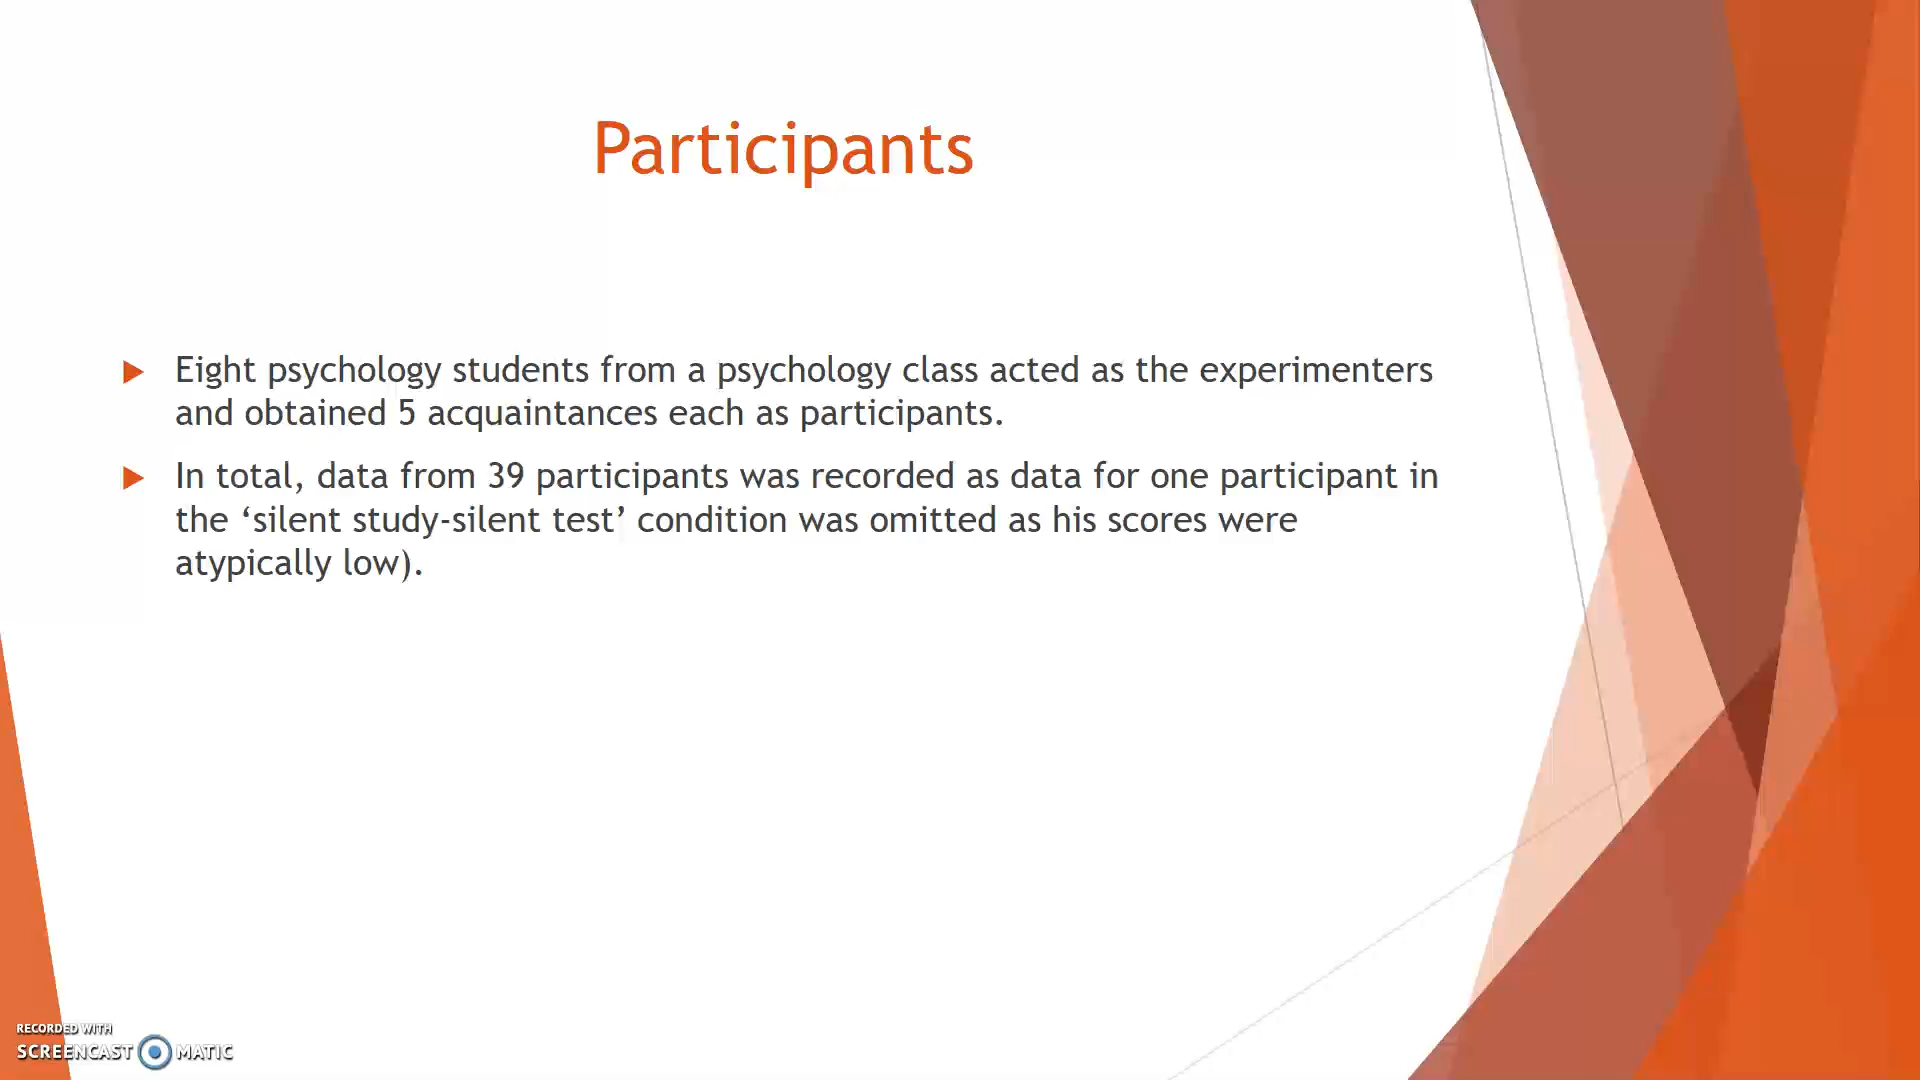 Participants
Eight psychology students from a psychology class acted as the experimenters
and obtained 5 acquaintances each as participants.
In total, data from 39 participants was recorded as data for one participant in
the ‘silent study-silent test’ condition was omitted as his scores were
atypically low).
RECORDED WITH
SCREENCAST MATIC